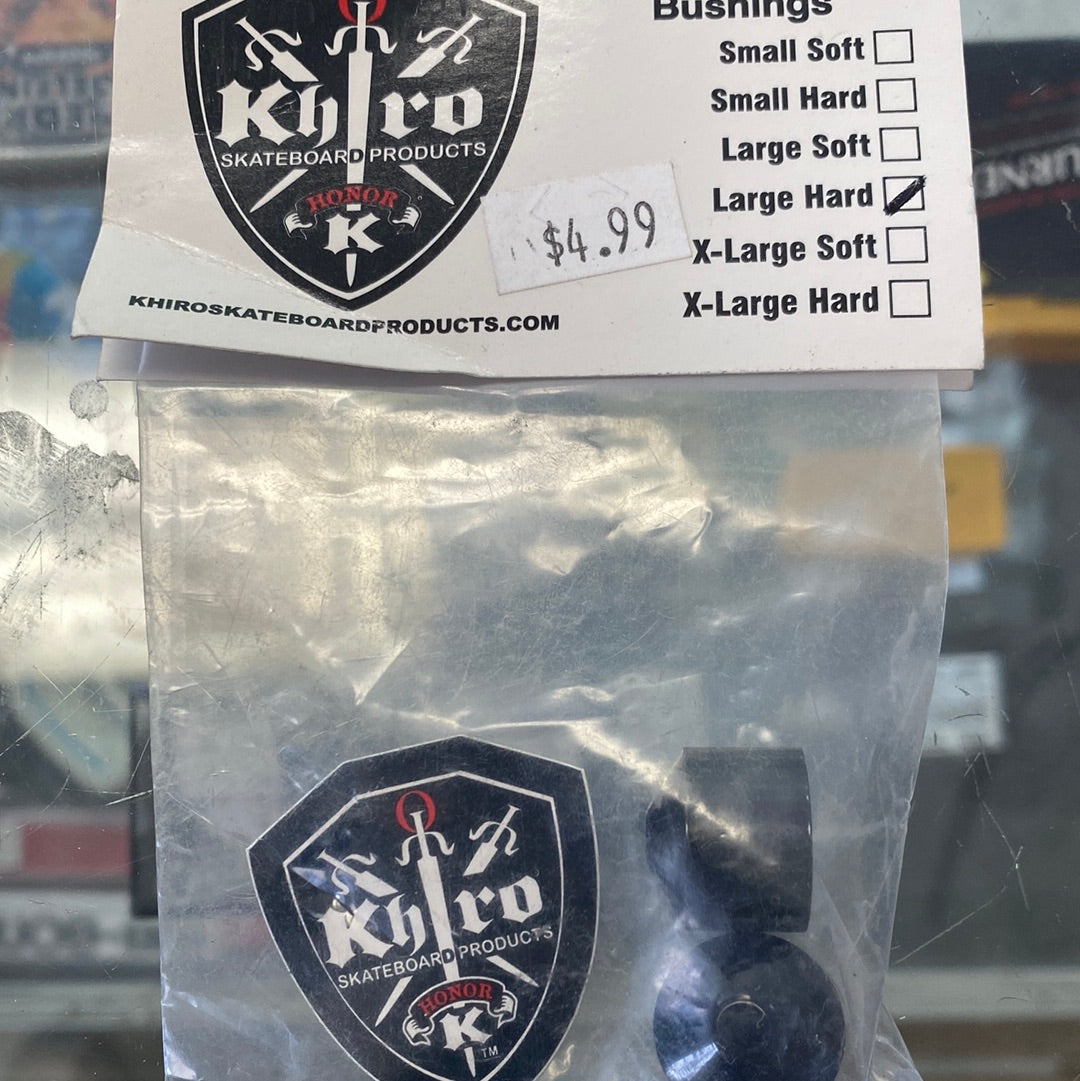 Bushings
Small Soft
Small Hard
Large Soft
Large Hard
X-Large Soft
X-Large Hard
Khiro
SKATEBOARD PRODUCTS
HONOR
K
$4.99
KHIROSKATEBOARDPRODUCTS.COM
Khiro
SKATEBOARD PRODUCTS
HONOR
K
TM